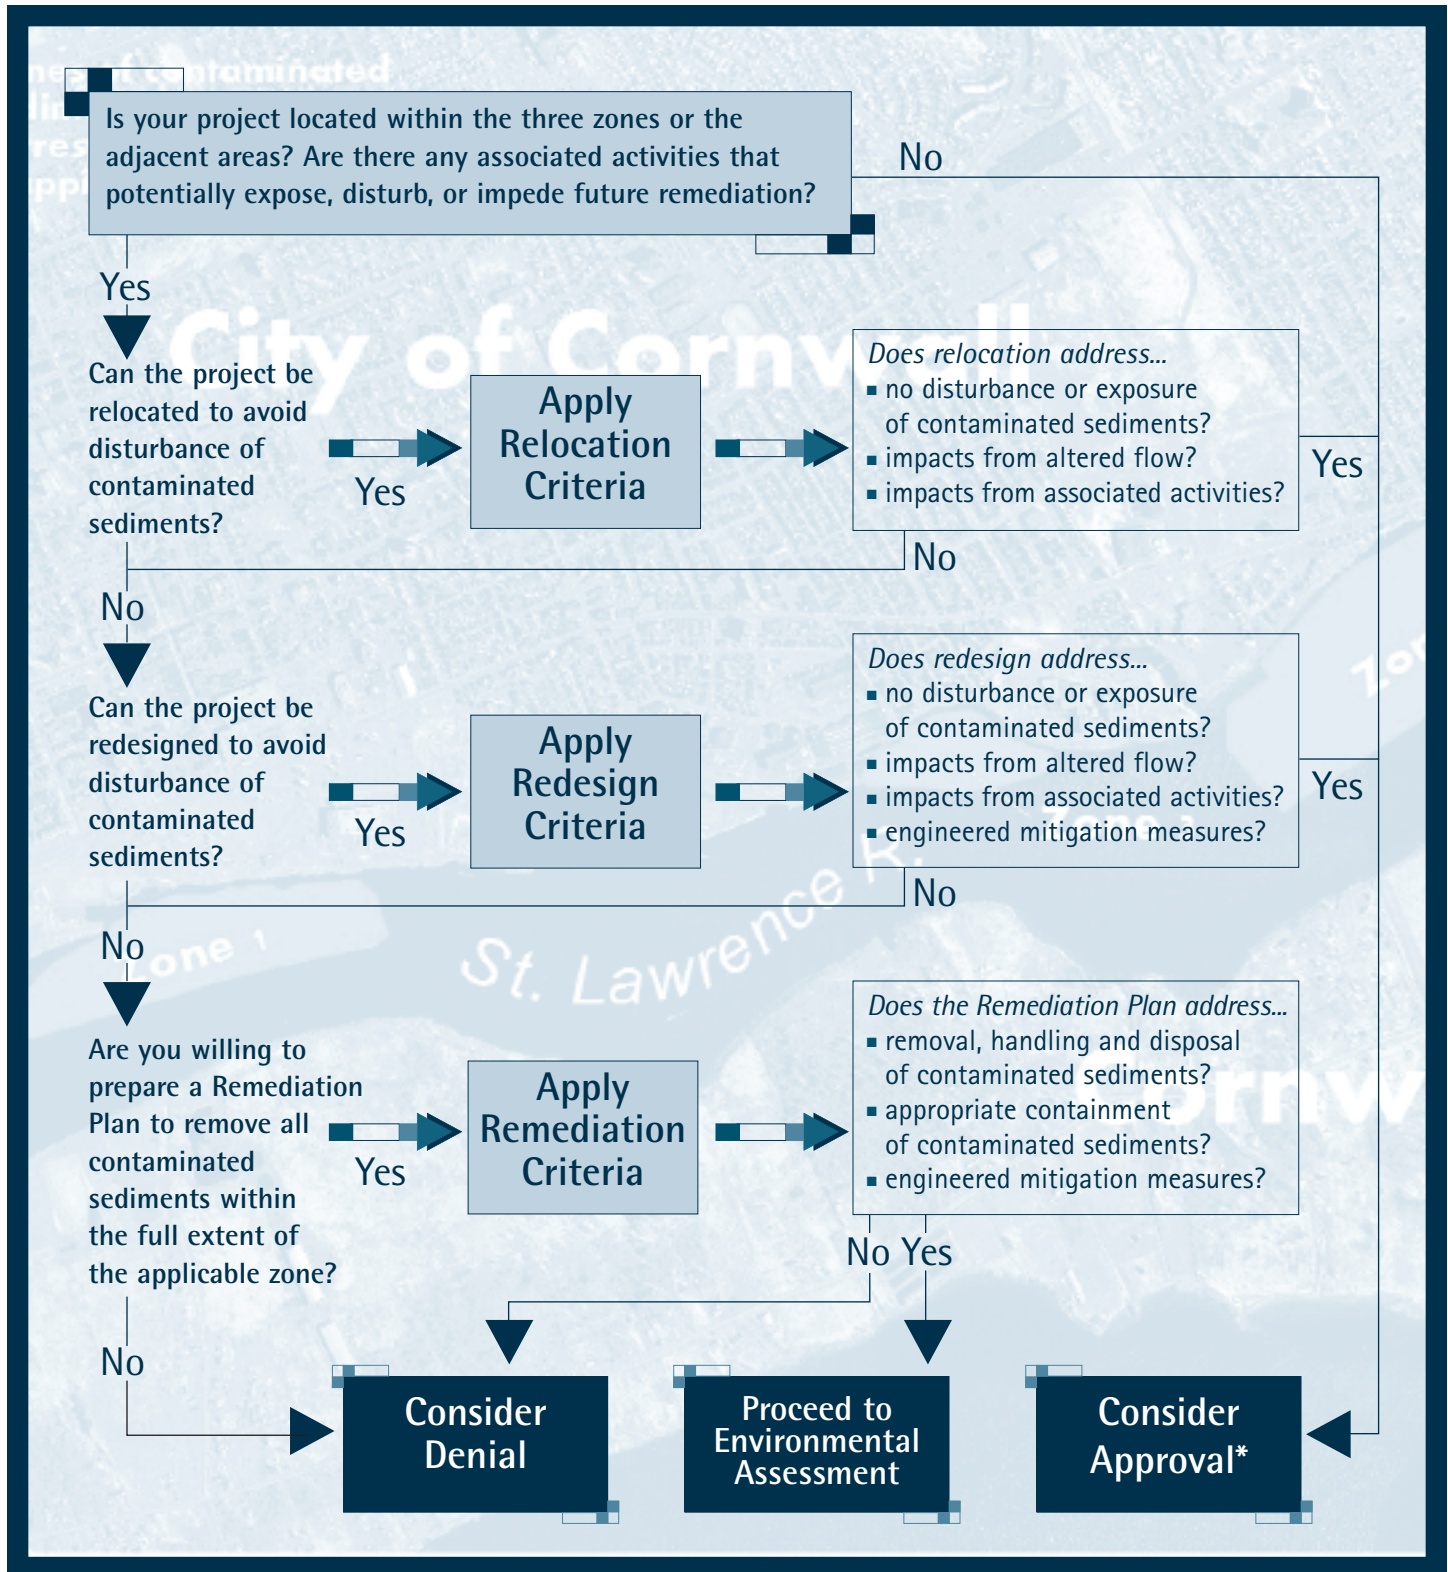 nes of contaminated
Is your project located within the three zones or the
adjacent areas? Are there any associated activities that
potentially expose, disturb, or impede future remediation?
No
Yes
City of Cornwall
Can the project be
relocated to avoid
disturbance of
contaminated
sediments?
Yes
Apply
Relocation
Criteria
Does relocation address...
▪ no disturbance or exposure
of contaminated sediments?
▪ impacts from altered flow?
▪ impacts from associated activities?
Yes
No
No
Can the project be
redesigned to avoid
disturbance of
contaminated
sediments?
Yes
Apply
Redesign
Criteria
Does redesign address...
▪ no disturbance or exposure
of contaminated sediments?
▪ impacts from altered flow?
▪ impacts from associated activities?
▪ engineered mitigation measures?
Zon
Yes
Zone
No
No
Zone 1
St. Lawrence R.
Are you willing to
prepare a Remediation
Plan to remove all
contaminated
sediments within
the full extent of
the applicable zone?
Yes
Apply
Remediation
Criteria
Does the Remediation Plan address...
▪ removal, handling and disposal
of contaminated sediments?
▪ appropriate containment
of contaminated sediments?
▪ engineered mitigation measures?
Cornw
No Yes
No
Consider
Denial
Proceed to
Environmental
Assessment
Consider
Approval*